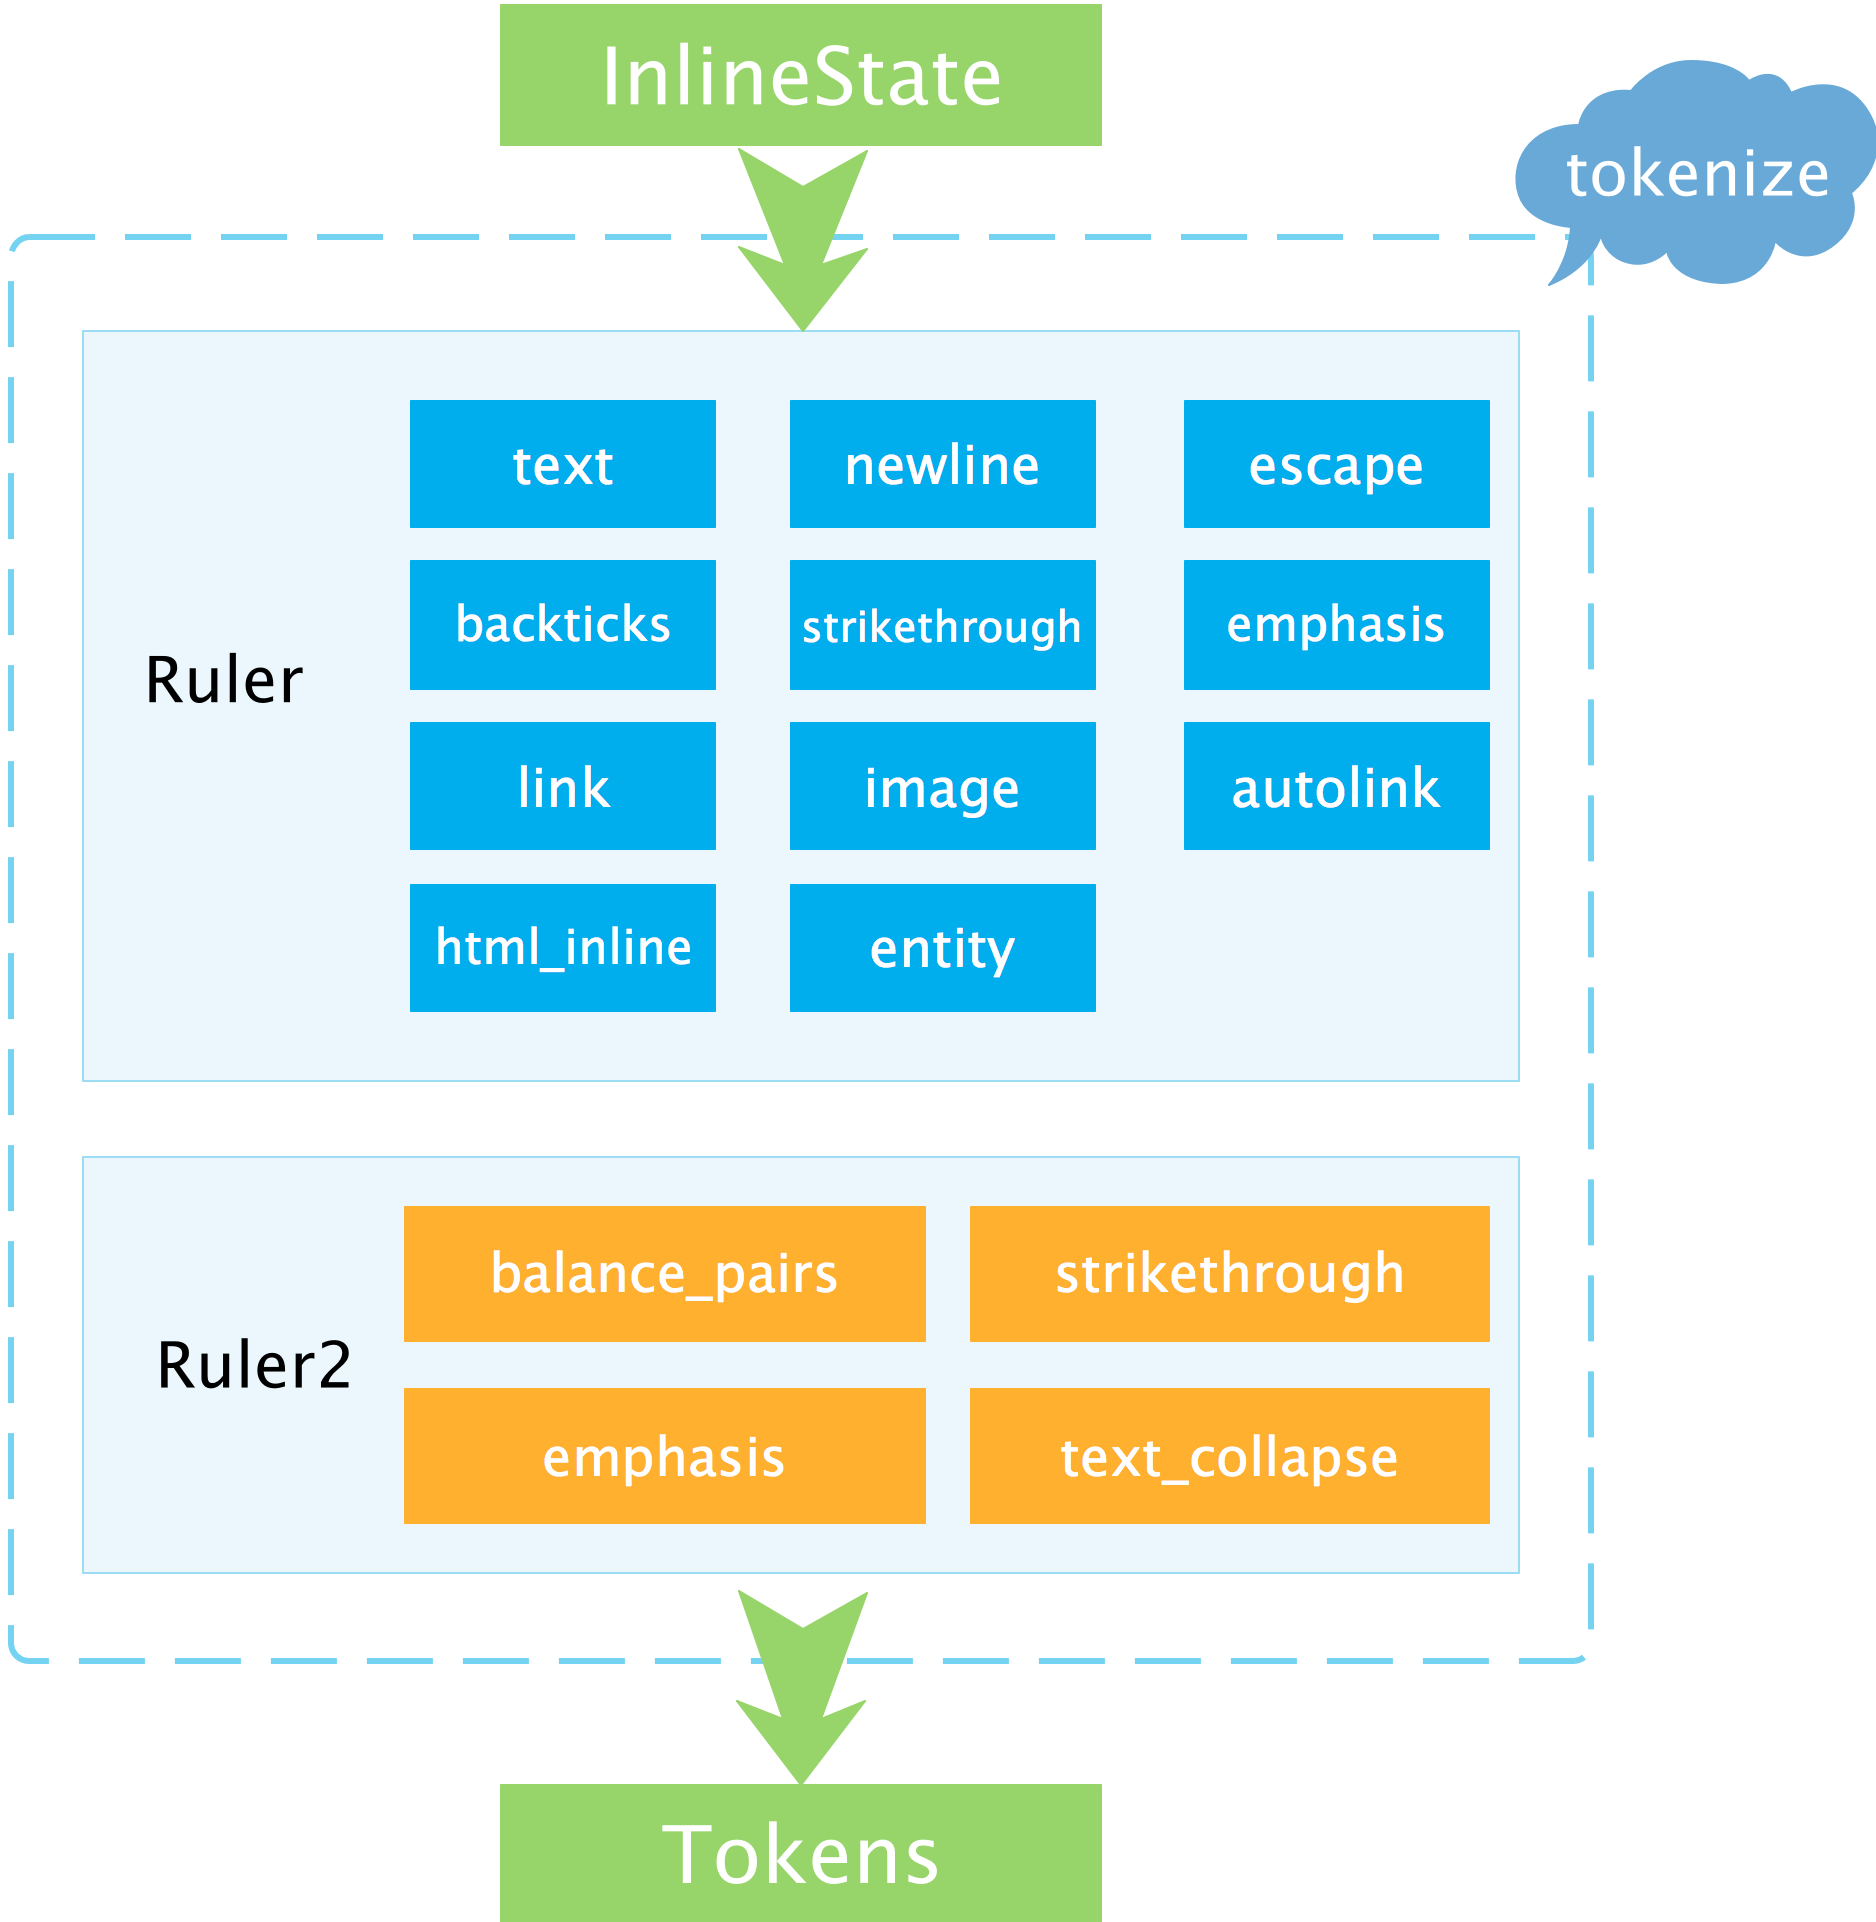 InlineState
tokenize
text
newline
escape
backticks
strikethrough
emphasis
Ruler
link
image
autolink
html_inline
entity
balance_pairs
strikethrough
Ruler2
emphasis
text_collapse
Tokens